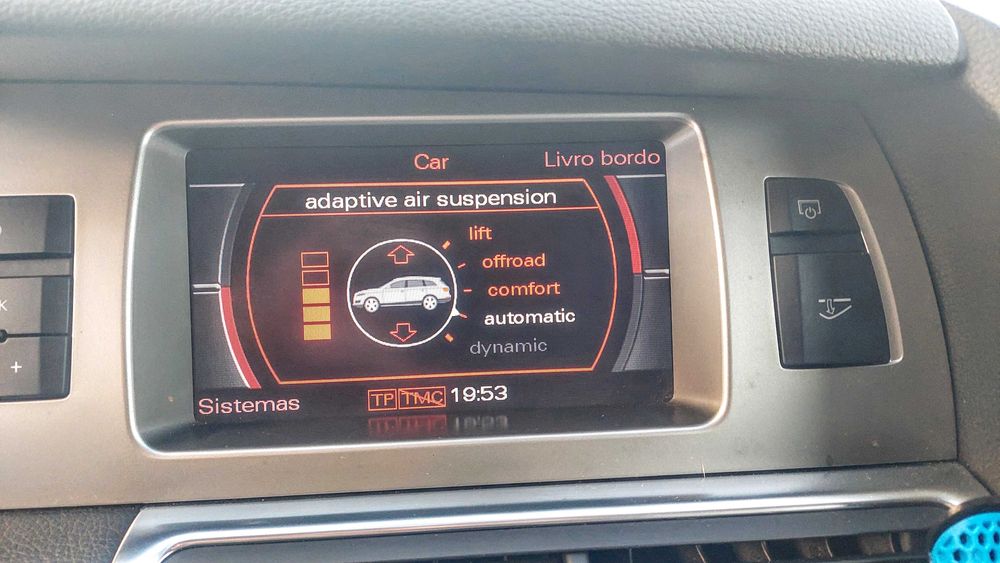 Car
Livro bordo
adaptive air suspension
lift
offroad
comfort
automatic
dynamic
Sistemas
TP TMC 19:53
K
+